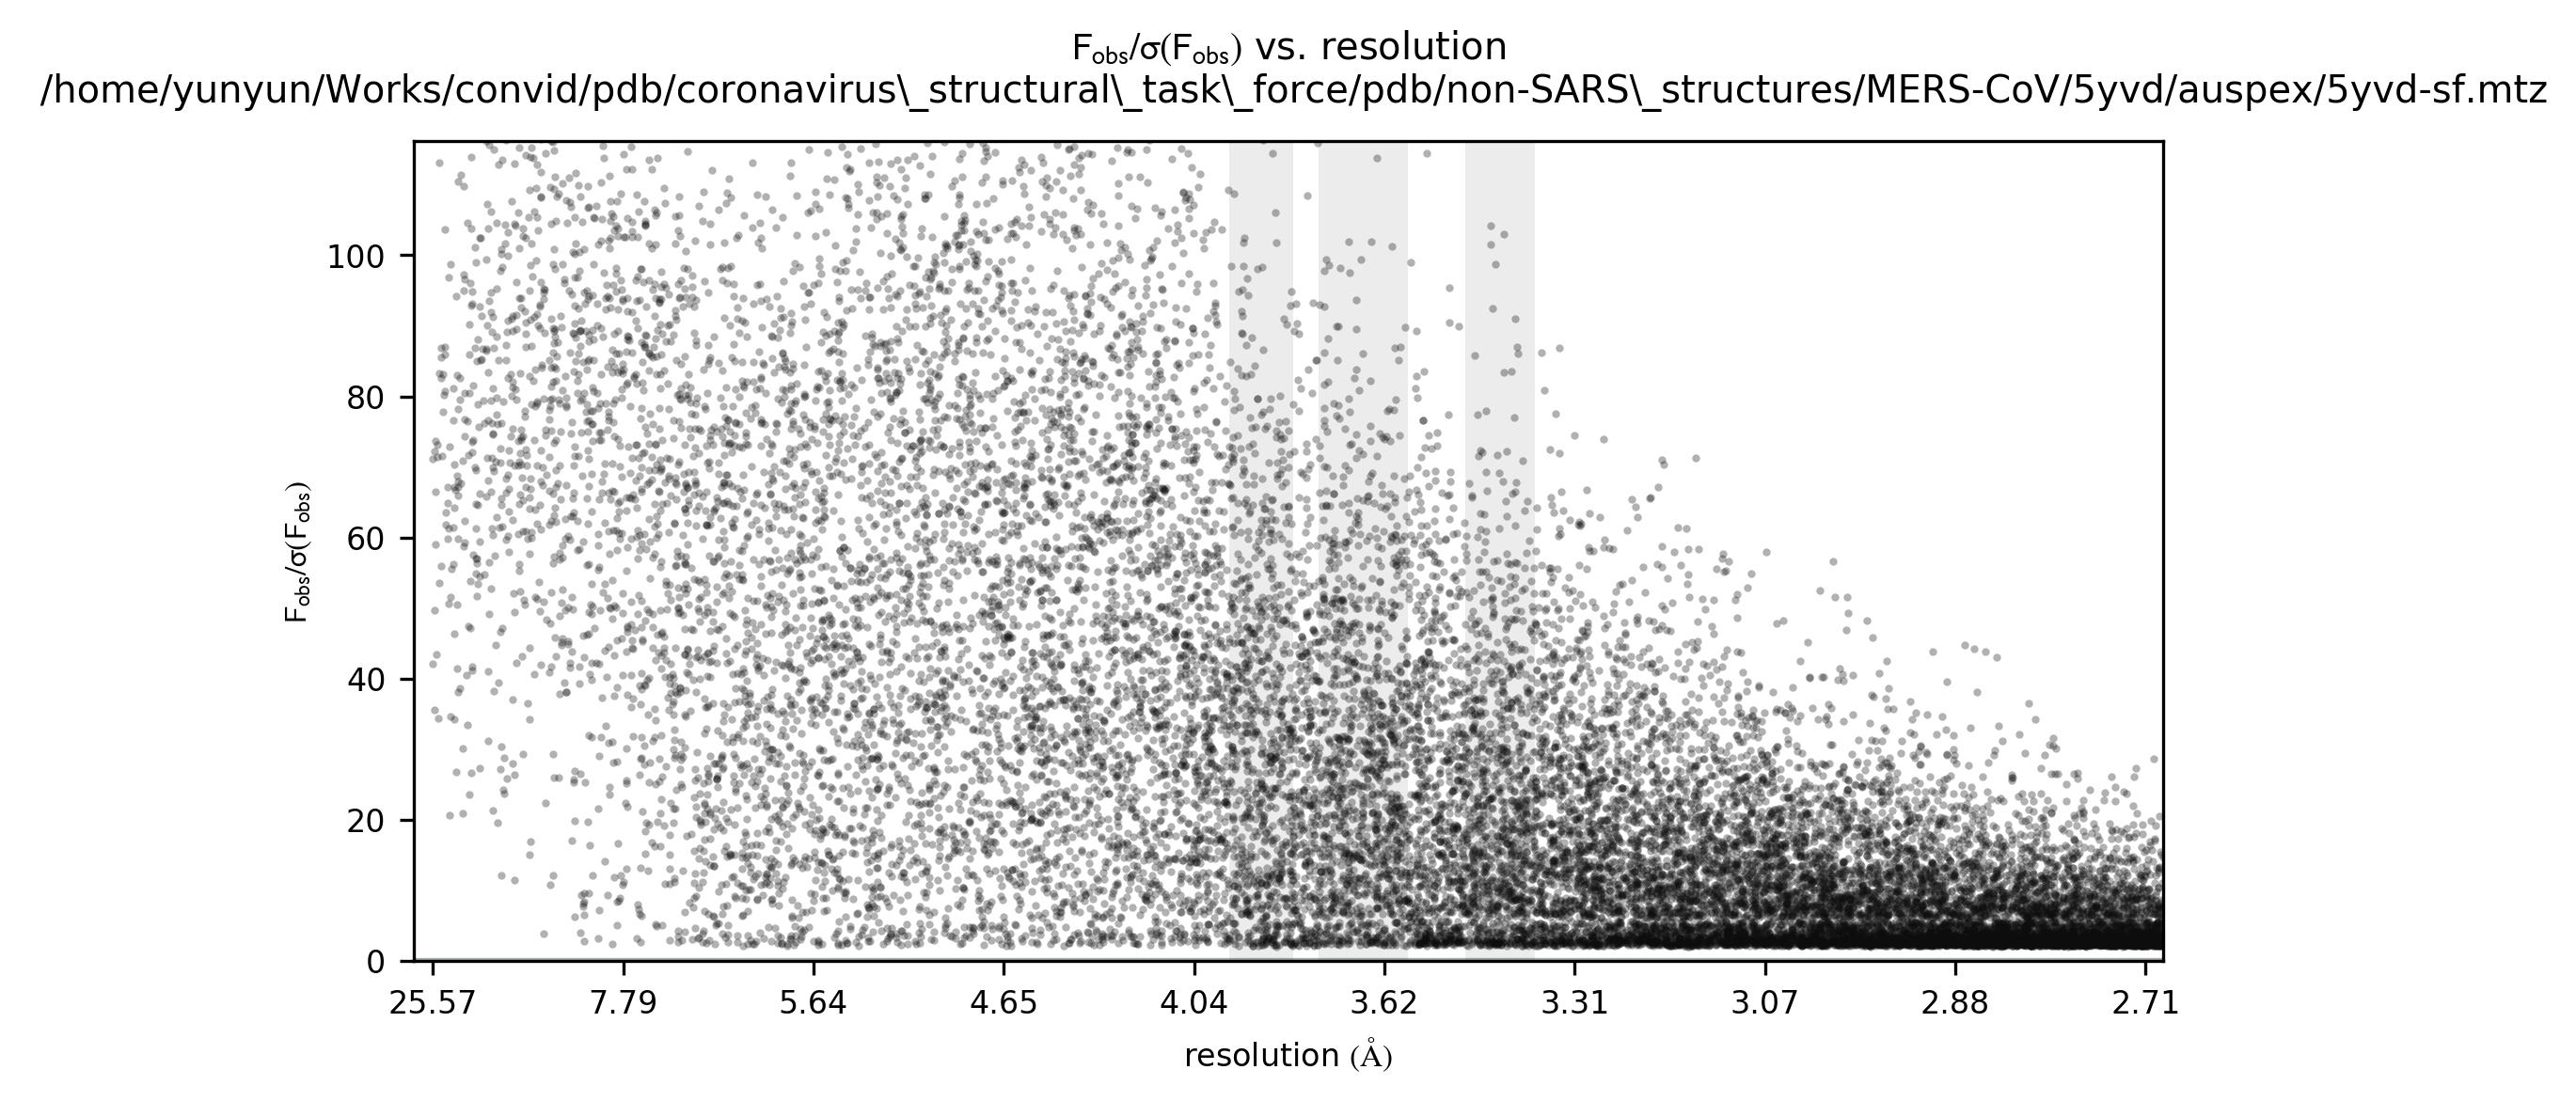 Fobs/σ(Fobs) vs. resolution
/home/yunyun/Works/convid/pdb/coronavirus\_structural\_task\_force/pdb/non-SARS\_structures/MERS-CoV/5yvd/auspex/5yvd-sf.mtz
Fobs/σ(Fobs)
100
80
60
40
20
0
25.57 7.79 5.64 4.65 4.04 3.62 3.31 3.07 2.88 2.71
resolution (Å)